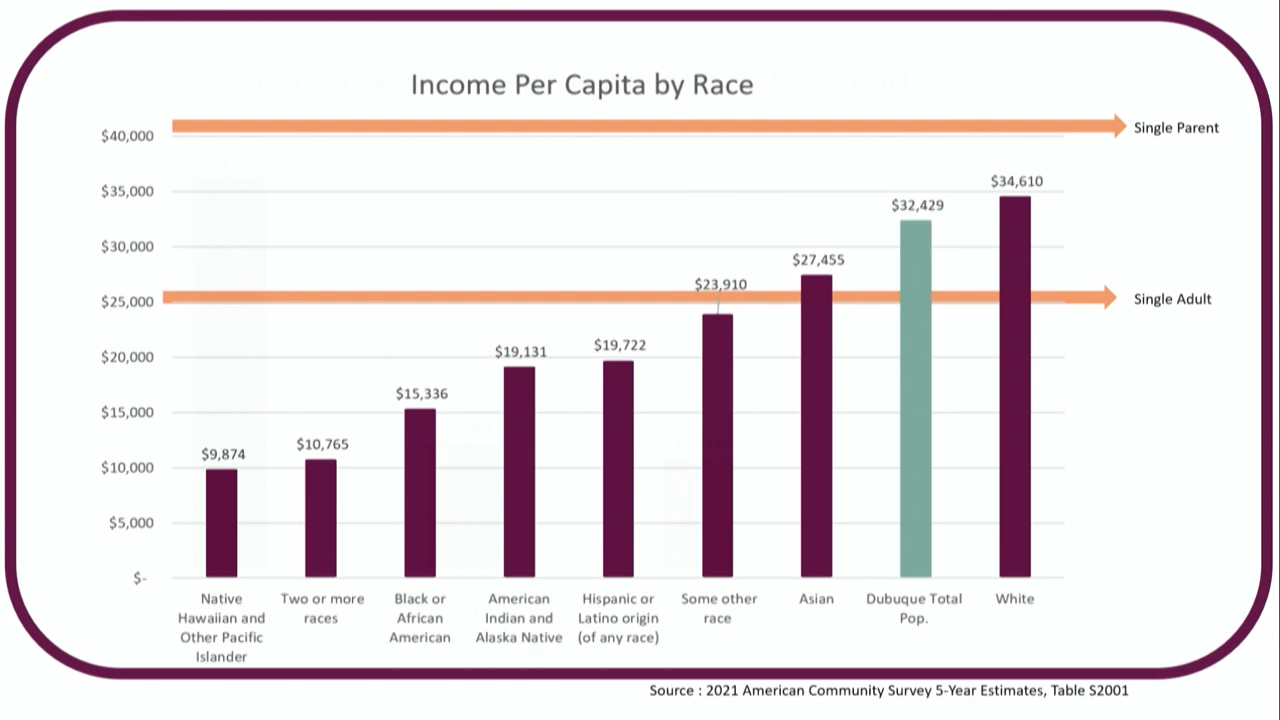 Income Per Capita by Race
$40,000
$35,000
$30,000
$25,000
$20,000
$15,000
$10,000
$5,000
$-
Single Parent
Single Adult
$9,874
$10,765
$15,336
$19,131
$19,722
$23,910
$27,455
$32,429
$34,610
Native
Hawaiian and
Other Pacific
Islander
Two or more
races
Black or
African
American
American
Indian and
Alaska Native
Hispanic or
Latino origin
(of any race)
Some other
race
Asian
Dubuque Total
Pop.
White
Source : 2021 American Community Survey 5-Year Estimates, Table S2001